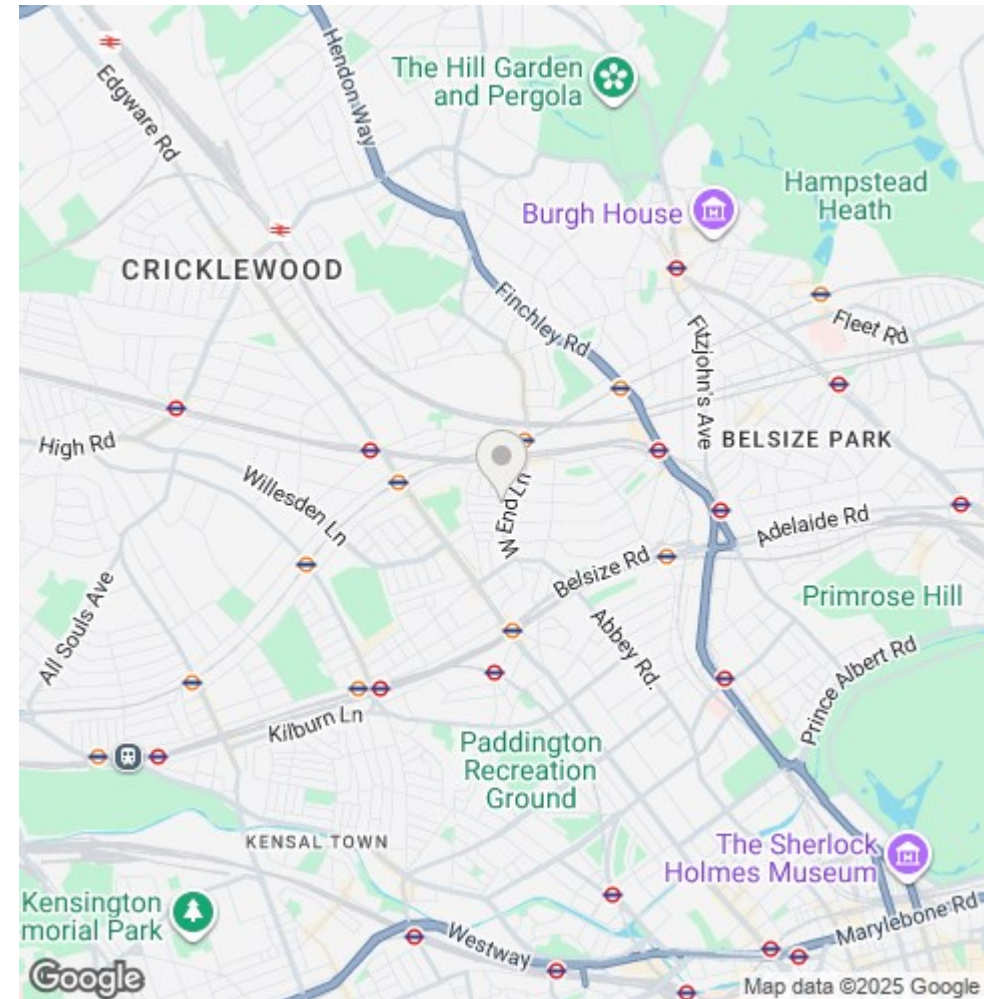 Hendon Way
Edgware Rd
The Hill Garden
and Pergola
Hampstead
Heath
Burgh House
CRICKLEWOOD
Finchley Rd
Fleet Rd
Fitzjohn's Ave
High Rd
BELSIZE PARK
Willesden Ln
W End Ln
Adelaide Rd
Belsize Rd
Primrose Hill
All Souls Ave
Abbey Rd.
Prince Albert Rd
Kilburn Ln
Paddington
Recreation
Ground
KENSAL TOWN
The Sherlock
Holmes Museum
Kensington
morial Park
Westway
Marylebone Rd
Google
Map data ©2025 Google